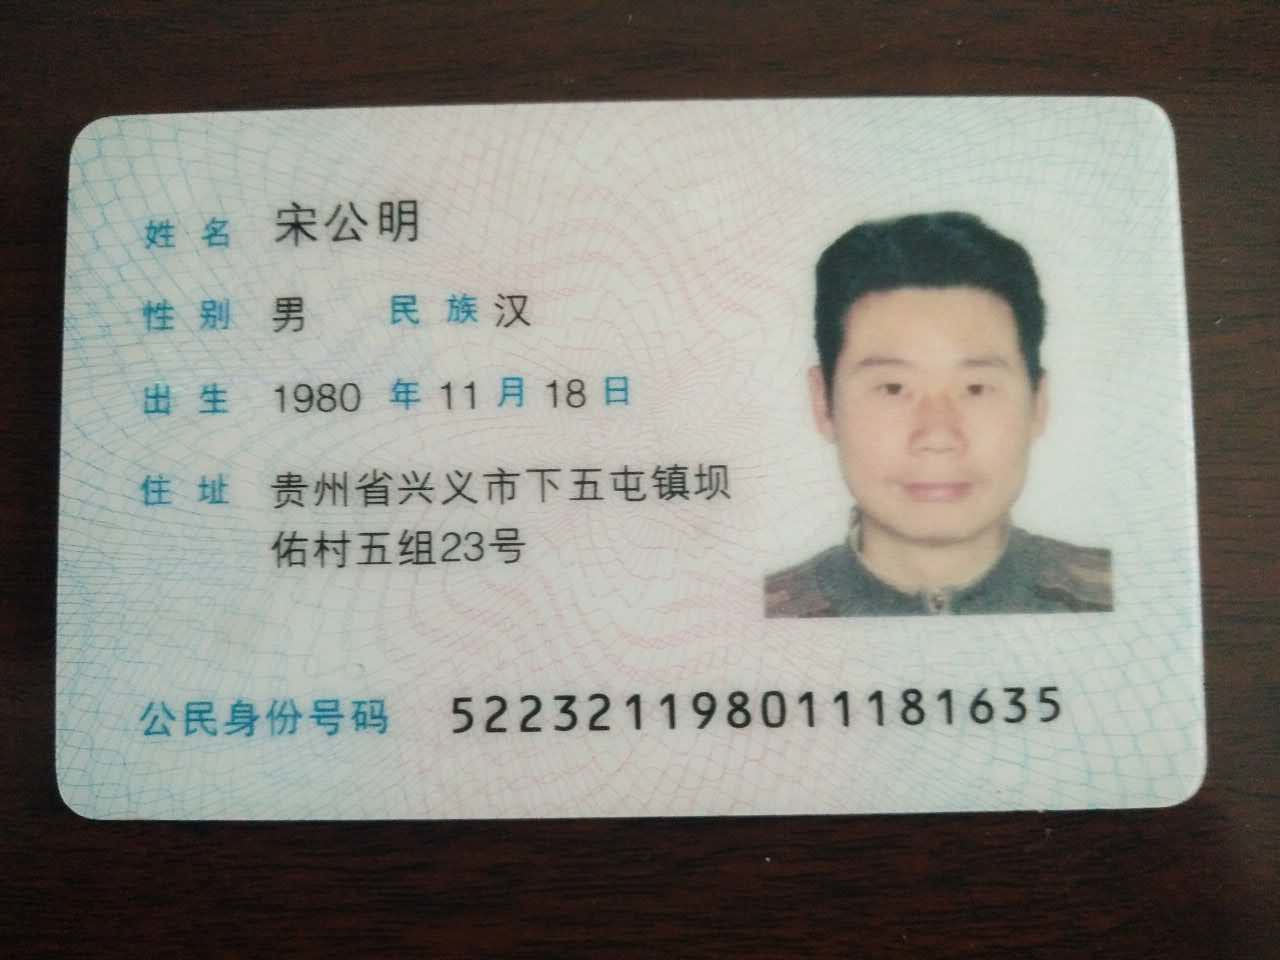 姓名 宋公明
性别 男 民族 汉
出生 1980 年 11 月 18 日
住址 贵州省兴义市下五屯镇坝
佑村五组23号
公民身份号码 522321198011181635